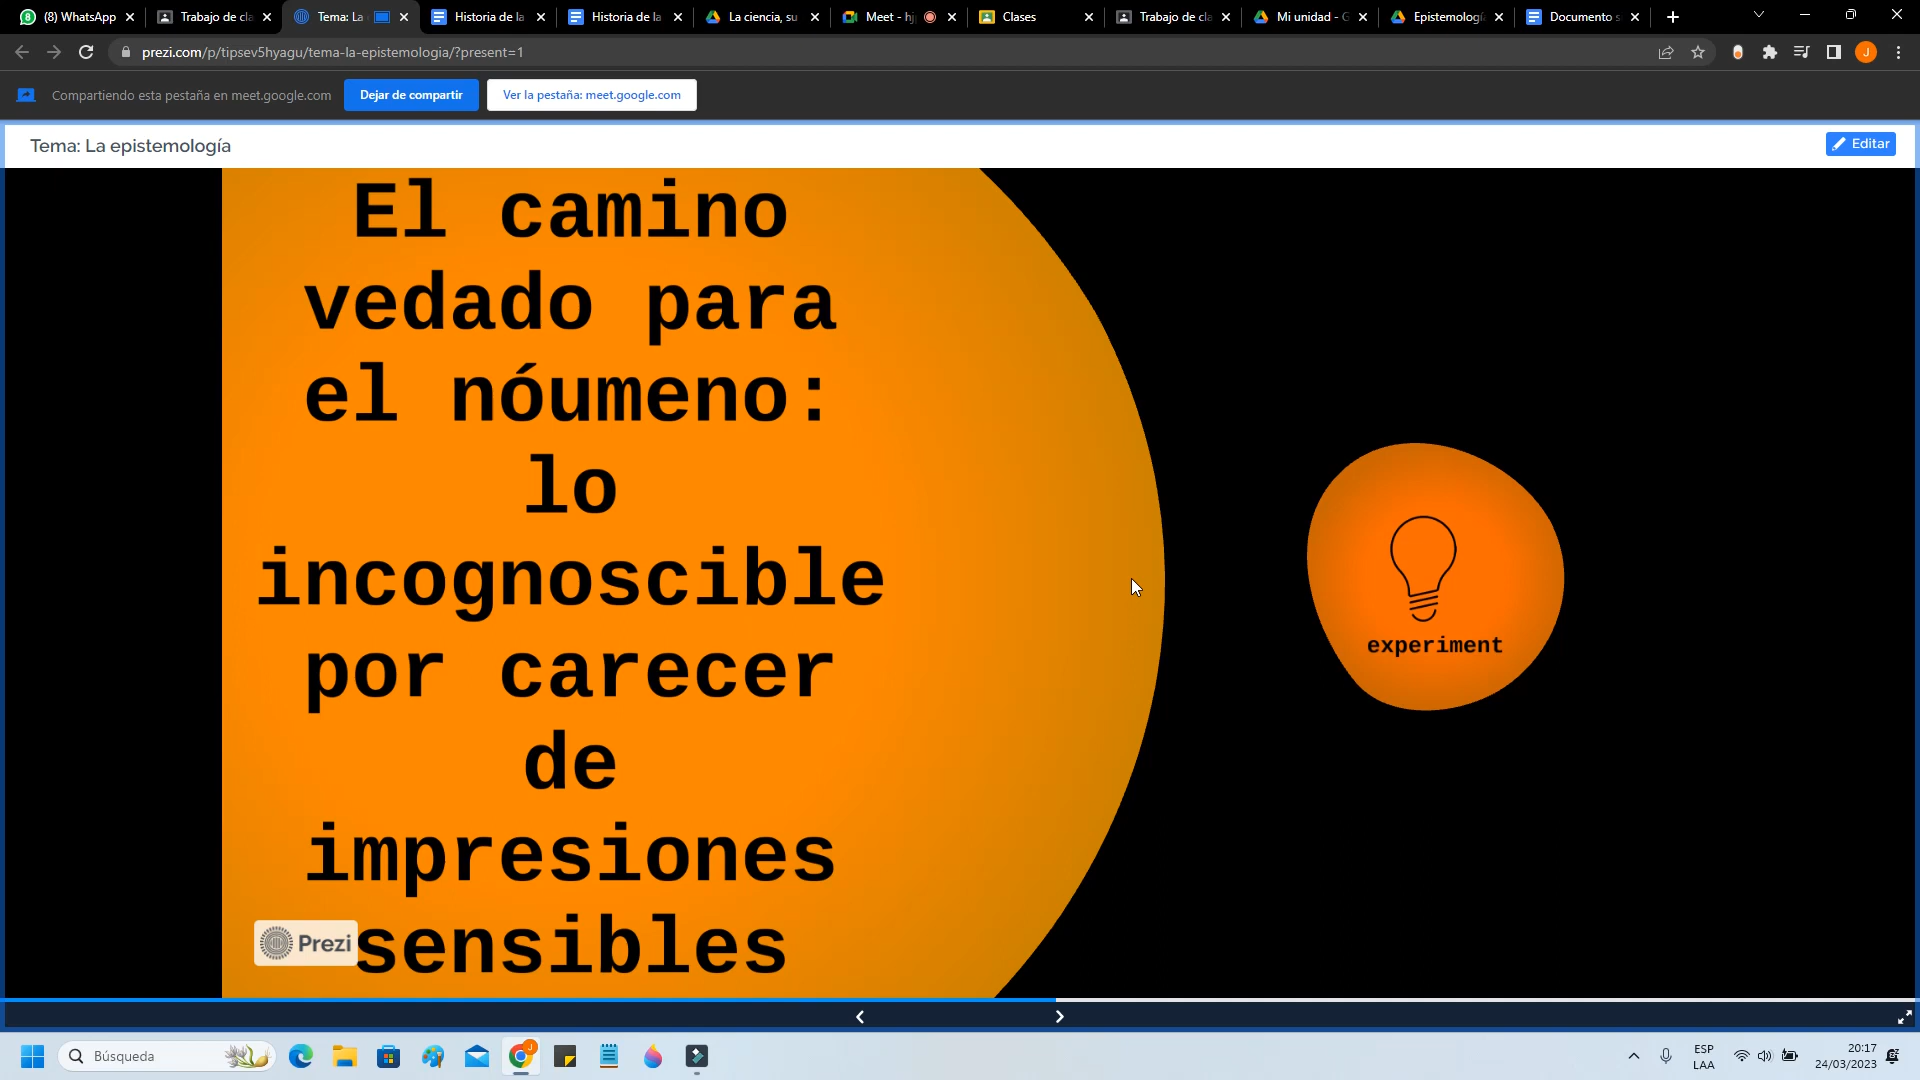 (8) WhatsApp
Trabajo de cla
Tema: La
Historia de la
Historia de la
La ciencia, su
Meet - hj
Clases
Trabajo de cla
Mi unidad - G
Epistemologí
Documento s
prezi.com/p/tipsev5hyagu/tema-la-epistemologia/?present=1
J
Compartiendo esta pestaña en meet.google.com
Dejar de compartir
Ver la pestaña: meet.google.com
Tema: La epistemología
Editar
El camino
vedado para
el nóumeno:
lo
incognoscible
por carecer
de
impresiones
sensibles
experiment
Prezi
Búsqueda
ESP
LAA
20:17
24/03/2023